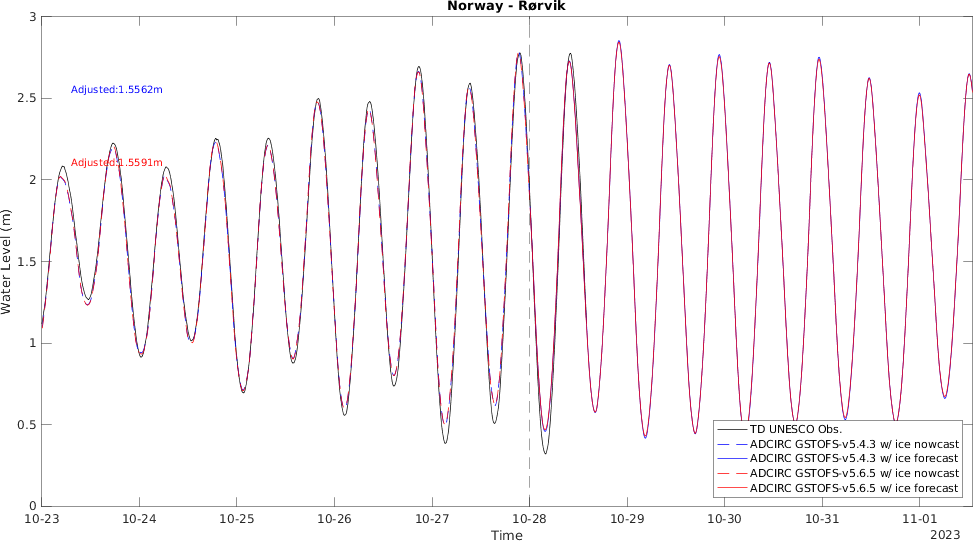 Norway - Rørvik
3
2.5
2
1.5
1
0.5
0
Water Level (m)
Adjusted:1.5562m
Adjusted:1.5591m
TD UNESCO Obs.
ADCIRC GSTOFS-v5.4.3 w/ ice nowcast
ADCIRC GSTOFS-v5.4.3 w/ ice forecast
ADCIRC GSTOFS-v5.6.5 w/ ice nowcast
ADCIRC GSTOFS-v5.6.5 w/ ice forecast
10-23 10-24 10-25 10-26 10-27 10-28 10-29 10-30 10-31 11-01
Time
2023